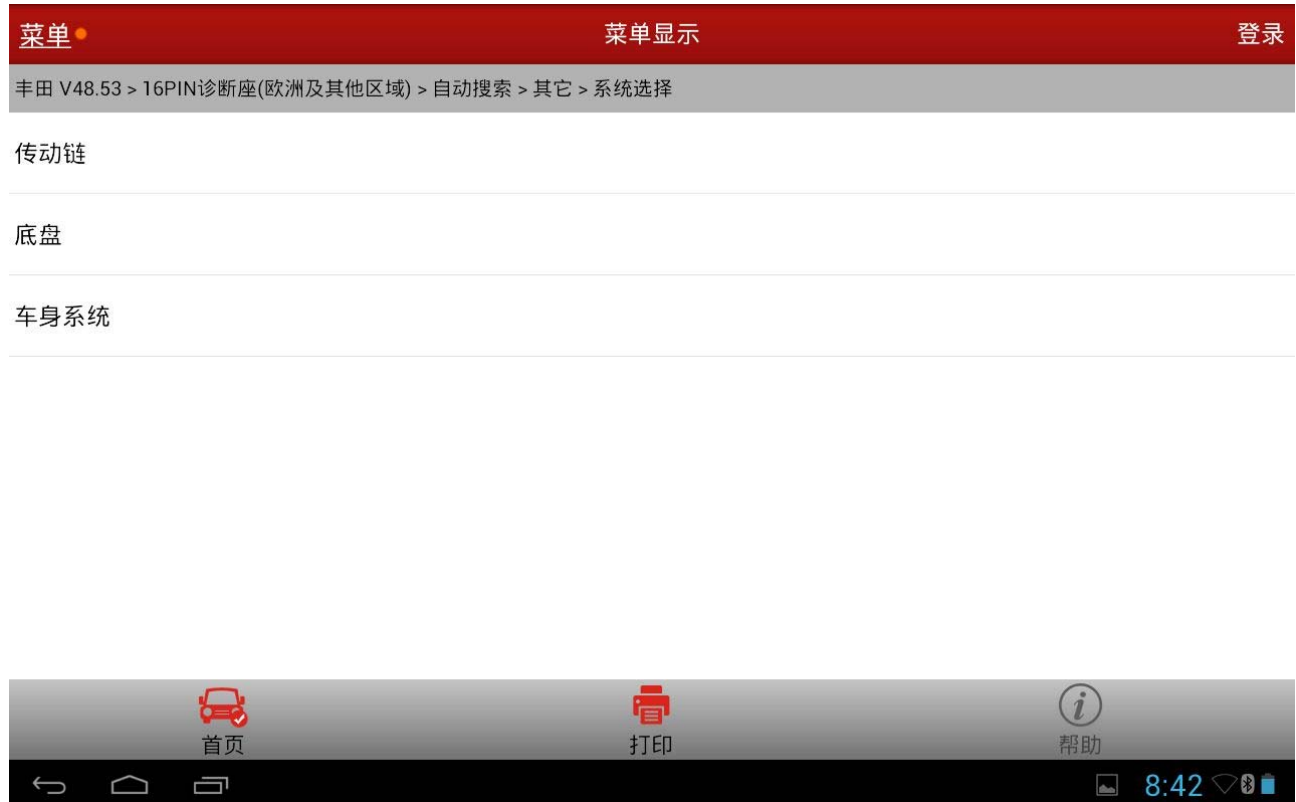 菜单 菜单显示 登录
丰田 V48.53 > 16PIN诊断座(欧洲及其他区域) > 自动搜索 > 其它 > 系统选择
传动链
底盘
车身系统
首页 打印 帮助
8:42